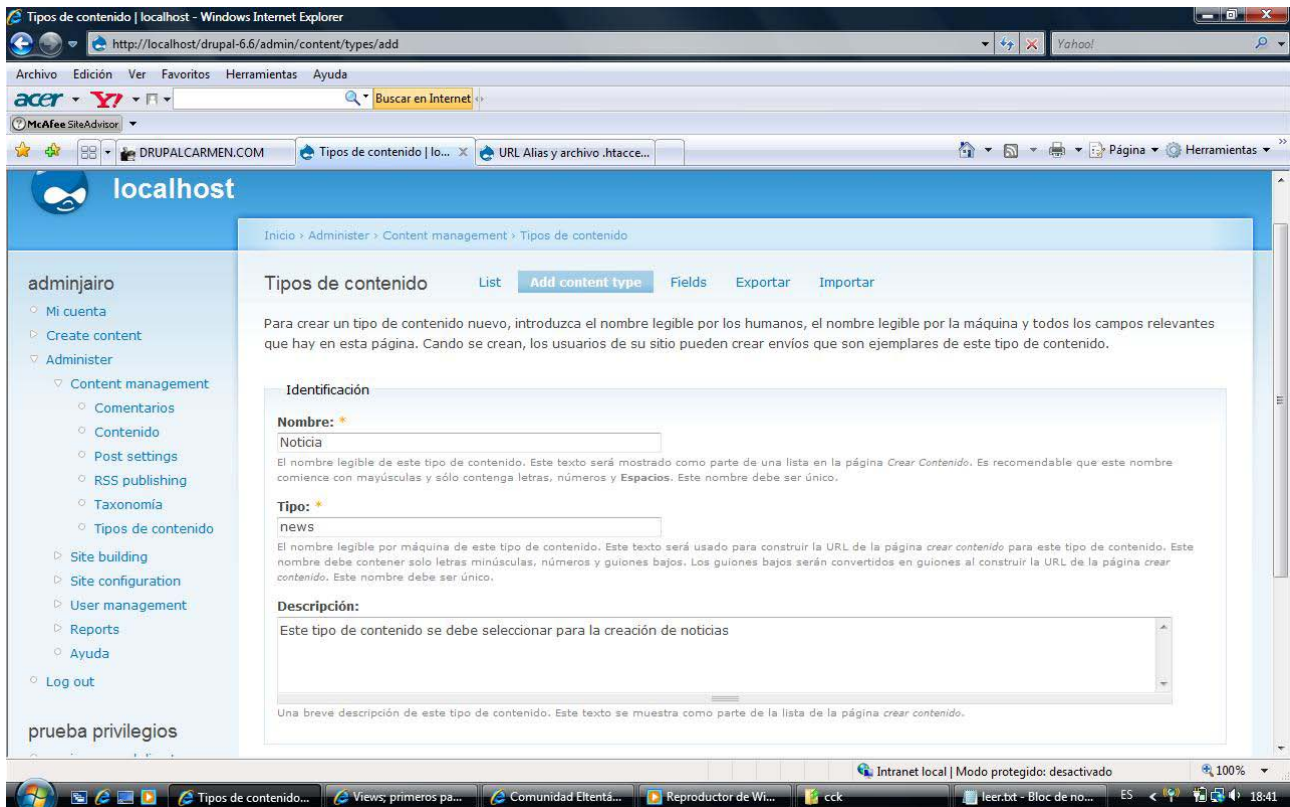 Tipos de contenido | localhost - Windows Internet Explorer
http://localhost/drupal-6.6/admin/content/types/add
Yahoo!
Archivo Edición Ver Favoritos Herramientas Ayuda
acer Y! Buscar en Internet
McAfee SiteAdvisor
DRUPALCARMEN.COM Tipos de contenido | lo... URL Alias y archivo .htacce... Página Herramientas
localhost
Inicio › Administer › Content management › Tipos de contenido
adminjairo
Mi cuenta
Create content
Administer
Content management
Comentarios
Contenido
Post settings
RSS publishing
Taxonomía
Tipos de contenido
Site building
Site configuration
User management
Reports
Ayuda
Log out
prueba privilegios
Tipos de contenido List Add content type Fields Exportar Importar
Para crear un tipo de contenido nuevo, introduzca el nombre legible por los humanos, el nombre legible por la máquina y todos los campos relevantes
que hay en esta página. Cando se crean, los usuarios de su sitio pueden crear envíos que son ejemplares de este tipo de contenido.
Identificación
Nombre: *
Noticia
El nombre legible de este tipo de contenido. Este texto será mostrado como parte de una lista en la página Crear Contenido. Es recomendable que este nombre
comience con mayúsculas y sólo contenga letras, números y Espacios. Este nombre debe ser único.
Tipo: *
news
El nombre legible por máquina de este tipo de contenido. Este texto será usado para construir la URL de la página crear contenido para este tipo de contenido. Este
nombre debe contener solo letras minúsculas, números y guiones bajos. Los guiones bajos serán convertidos en guiones al construir la URL de la página crear
contenido. Este nombre debe ser único.
Descripción:
Este tipo de contenido se debe seleccionar para la creación de noticias
Una breve descripción de este tipo de contenido. Este texto se muestra como parte de la lista de la página crear contenido.
Intranet local | Modo protegido: desactivado 100%
Tipos de contenido... Views; primeros pa... Comunidad Eltentá... Reproductor de Wi... cck leer.txt - Bloc de no... ES 18:41